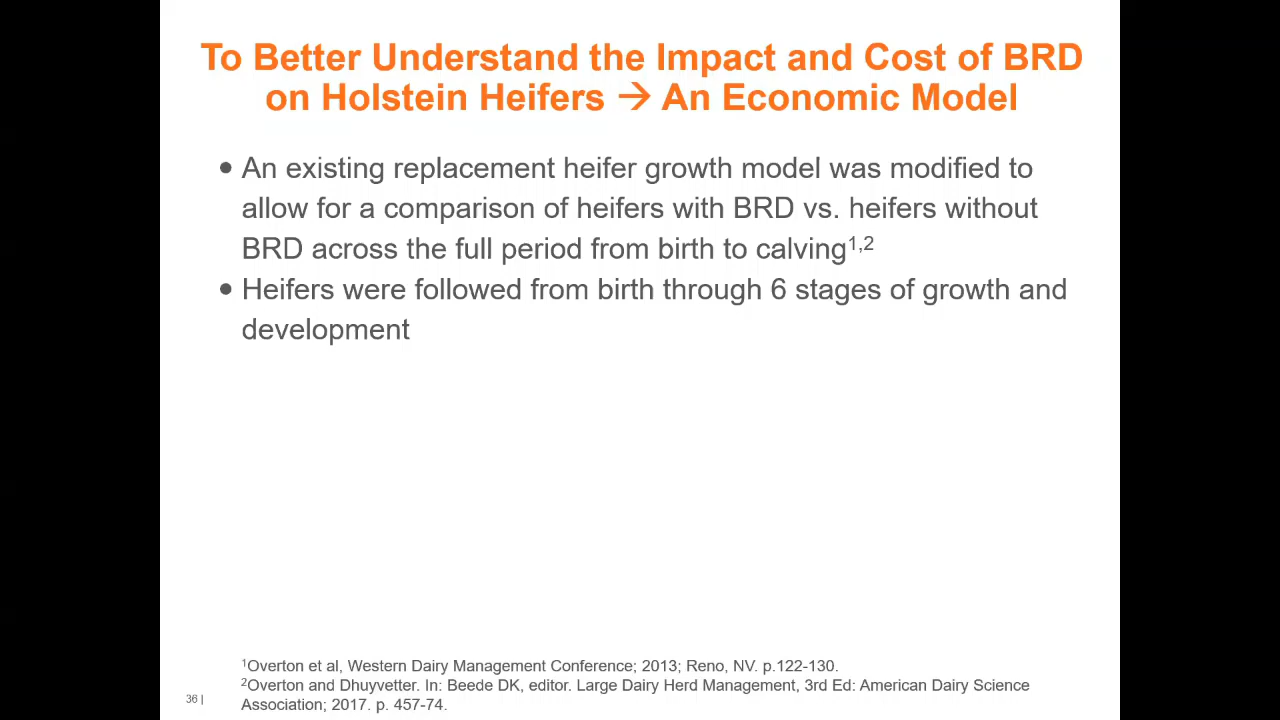 To Better Understand the Impact and Cost of BRD
on Holstein Heifers → An Economic Model
• An existing replacement heifer growth model was modified to
allow for a comparison of heifers with BRD vs. heifers without
BRD across the full period from birth to calving1,2
• Heifers were followed from birth through 6 stages of growth and
development
1Overton et al, Western Dairy Management Conference; 2013; Reno, NV. p.122-130.
2Overton and Dhuyvetter. In: Beede DK, editor. Large Dairy Herd Management, 3rd Ed: American Dairy Science
Association; 2017. p. 457-74.
36 |